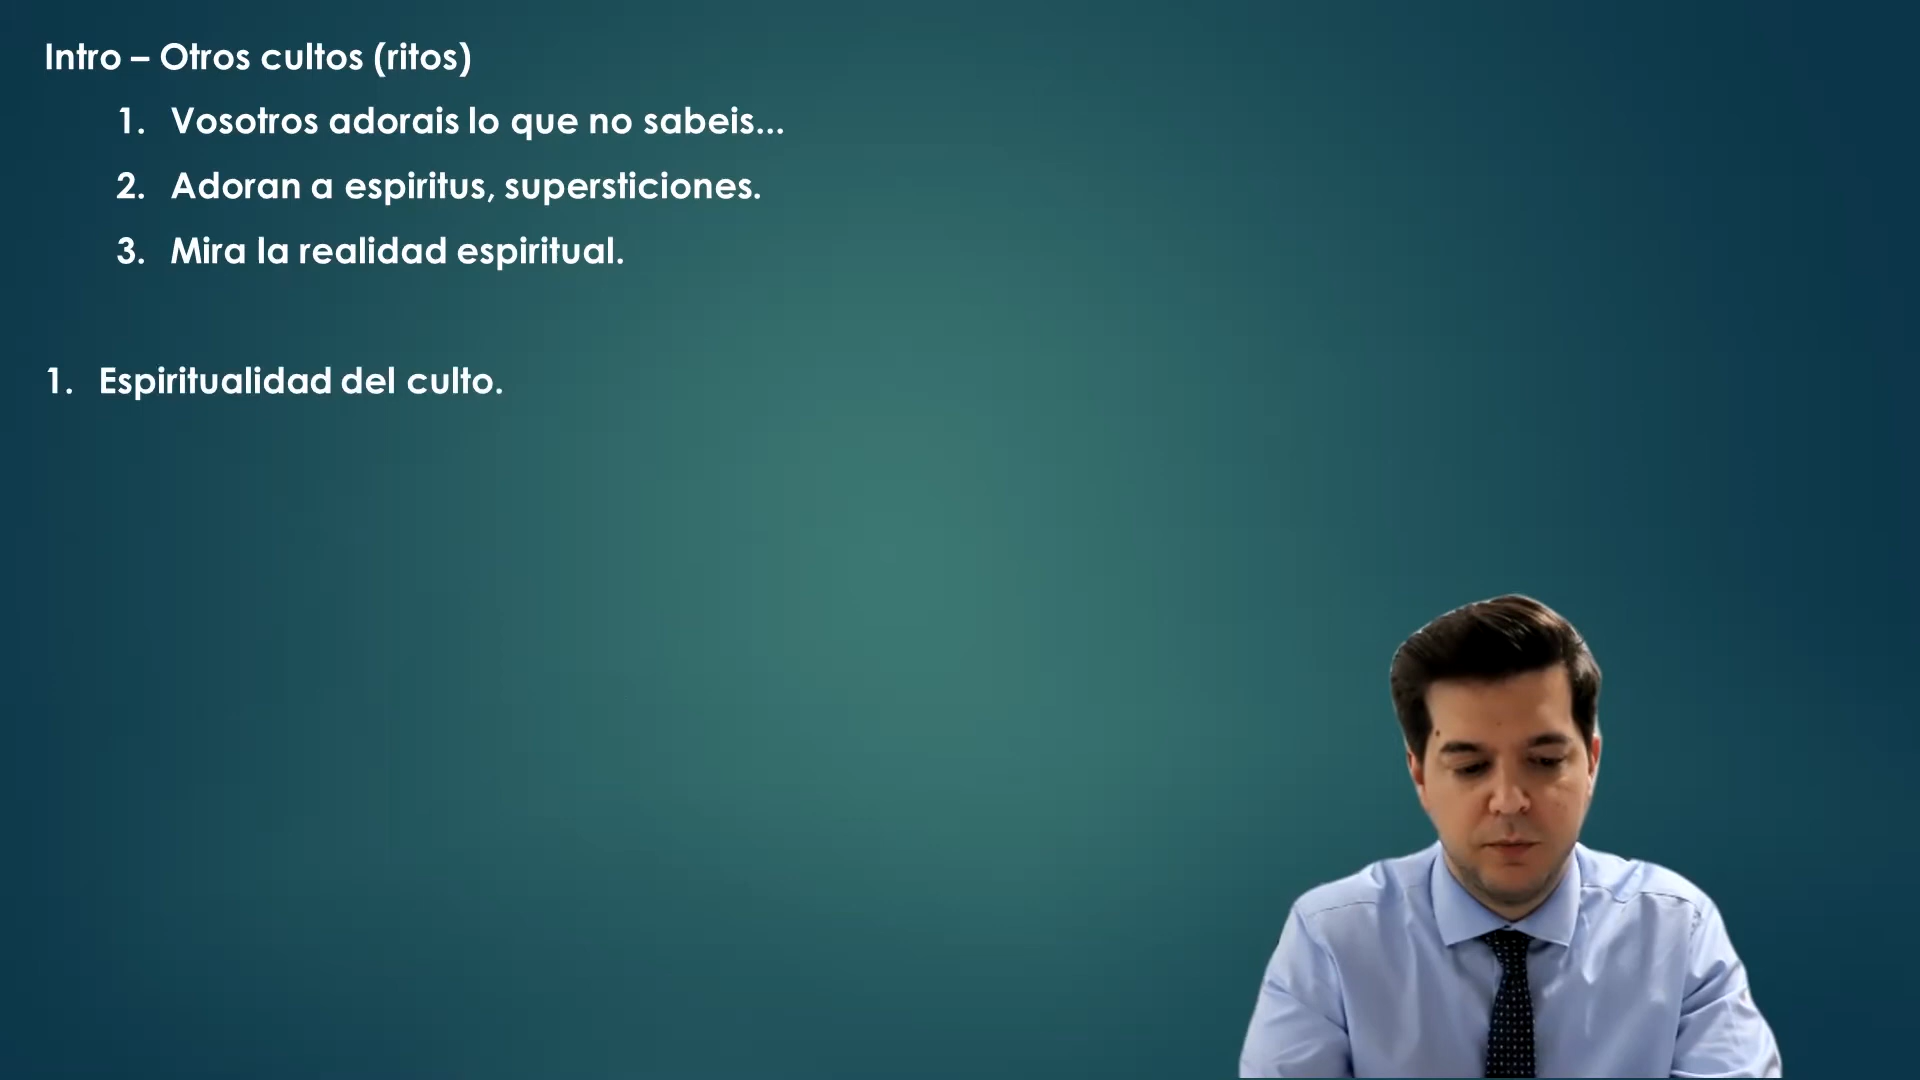 Intro – Otros cultos (ritos)
1. Vosotros adorais lo que no sabeis...
2. Adoran a espiritus, supersticiones.
3. Mira la realidad espiritual.
1. Espiritualidad del culto.